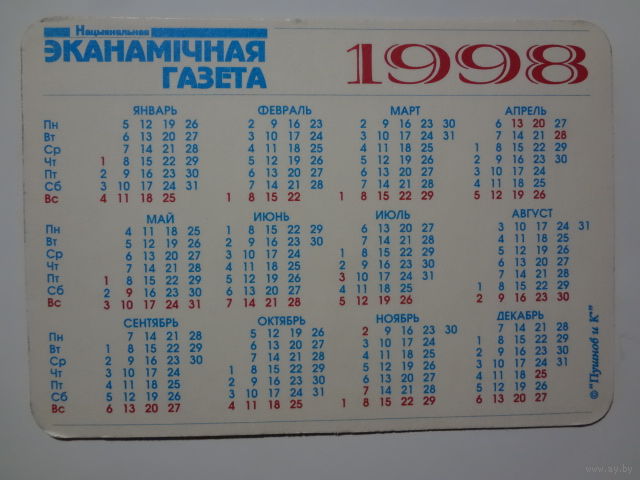 Нацыянальная
ЭКАНАМІЧНАЯ
ГАЗЕТА
1998
ЯНВАРЬ ФЕВРАЛЬ МАРТ АПРЕЛЬ
Пн 5 12 19 26 2 9 16 23 2 9 16 23 30 6 13 20 27
Вт 6 13 20 27 3 10 17 24 3 10 17 24 31 7 14 21 28
Ср 7 14 21 28 4 11 18 25 4 11 18 25 1 8 15 22 29
Чт 1 8 15 22 29 5 12 19 26 5 12 19 26 2 9 16 23 30
Пт 2 9 16 23 30 6 13 20 27 6 13 20 27 3 10 17 24
Сб 3 10 17 24 31 7 14 21 28 7 14 21 28 4 11 18 25
Вс 4 11 18 25 1 8 15 22 1 8 15 22 29 5 12 19 26
МАЙ ИЮНЬ ИЮЛЬ АВГУСТ
Пн 4 11 18 25 1 8 15 22 29 6 13 20 27 3 10 17 24 31
Вт 5 12 19 26 2 9 16 23 30 7 14 21 28 4 11 18 25
Ср 6 13 20 27 3 10 17 24 1 8 15 22 29 5 12 19 26
Чт 7 14 21 28 4 11 18 25 2 9 16 23 30 6 13 20 27
Пт 1 8 15 22 29 5 12 19 26 3 10 17 24 31 7 14 21 28
Сб 2 9 16 23 30 6 13 20 27 4 11 18 25 1 8 15 22 29
Вс 3 10 17 24 31 7 14 21 28 5 12 19 26 2 9 16 23 30
СЕНТЯБРЬ ОКТЯБРЬ НОЯБРЬ ДЕКАБРЬ
Пн 7 14 21 28 5 12 19 26 2 9 16 23 30 7 14 21 28
Вт 1 8 15 22 29 6 13 20 27 3 10 17 24 1 8 15 22 29
Ср 2 9 16 23 30 7 14 21 28 4 11 18 25 2 9 16 23 30
Чт 3 10 17 24 1 8 15 22 29 5 12 19 26 3 10 17 24 31
Пт 4 11 18 25 2 9 16 23 30 6 13 20 27 4 11 18 25
Сб 5 12 19 26 3 10 17 24 31 7 14 21 28 5 12 19 26
Вс 6 13 20 27 4 11 18 25 1 8 15 22 29 6 13 20 27
© "Пушноб и К"
www.ay.by